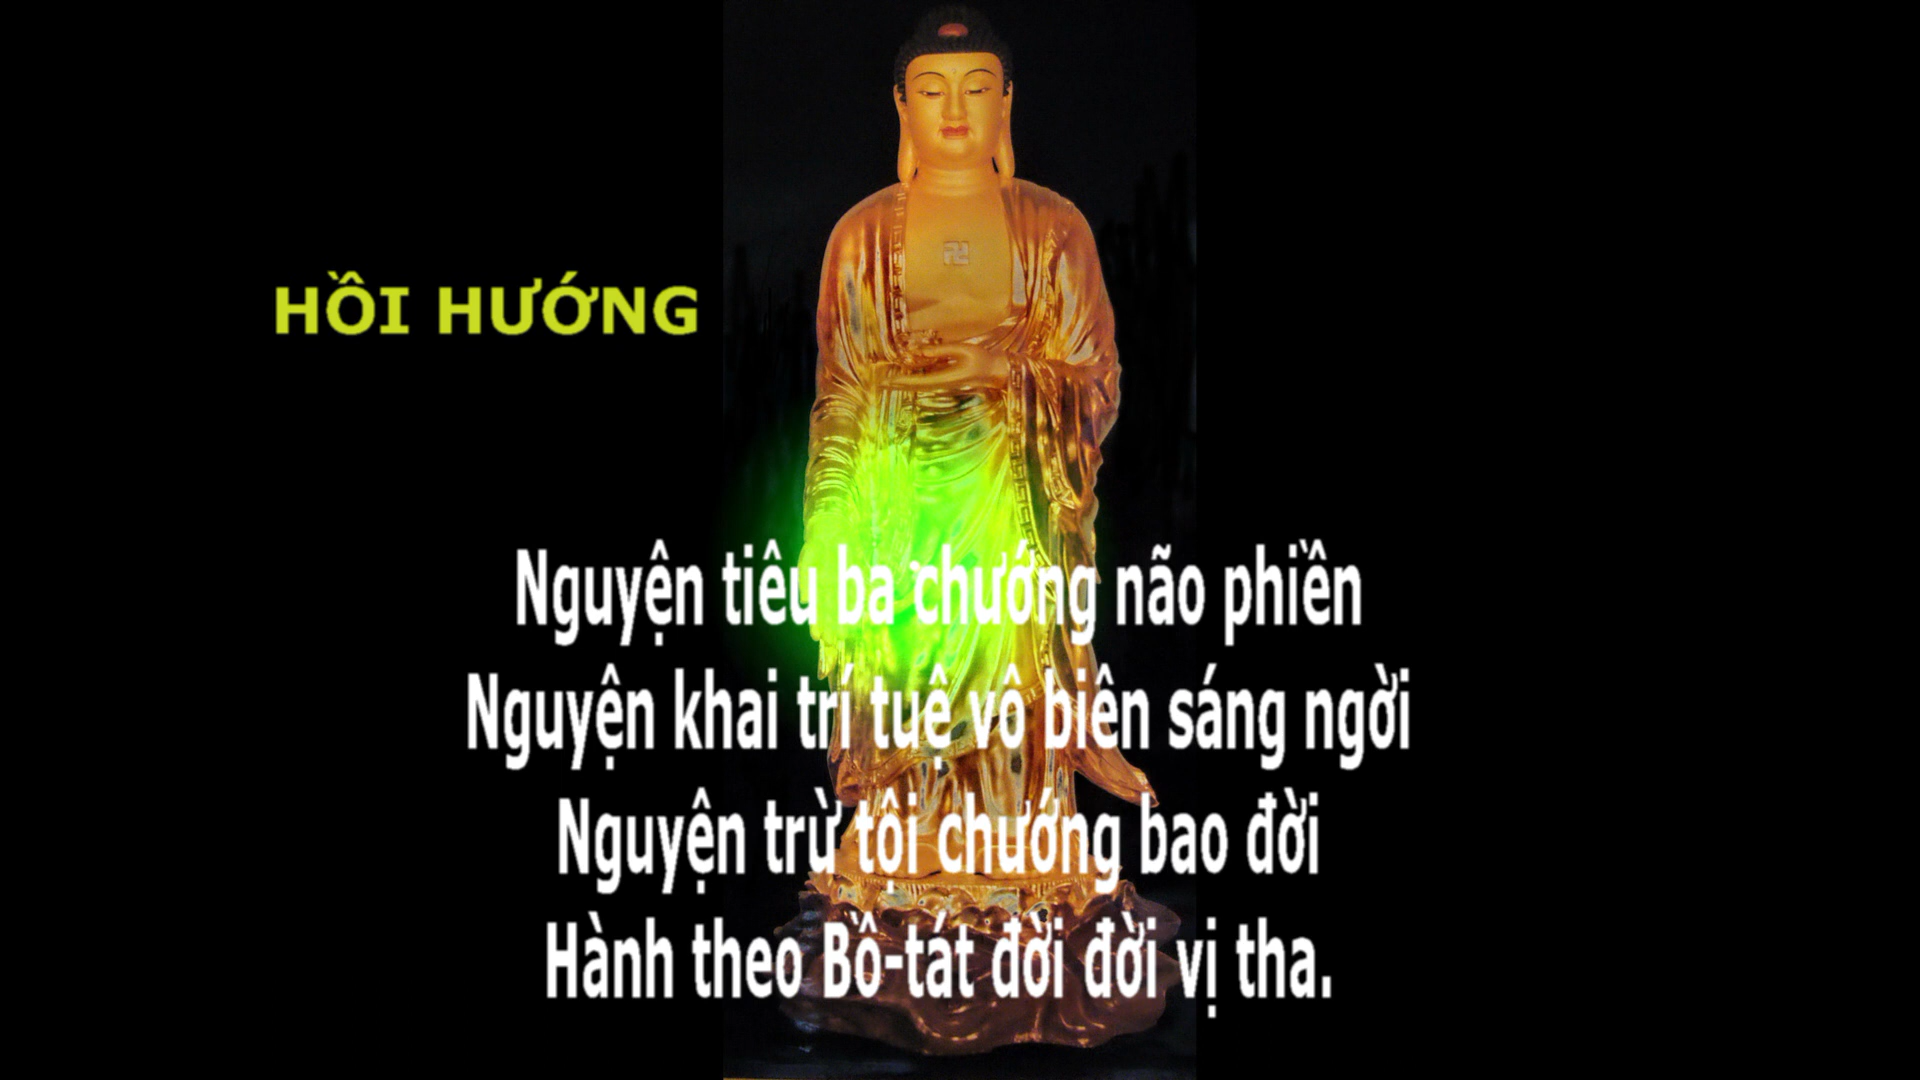 HỒI HƯỚNG
Nguyện tiêu ba chướng não phiền
Nguyện khai trí tuệ vô biên sáng ngời
Nguyện trừ tội chướng bao đời
Hành theo Bồ-tát đời đời vị tha.